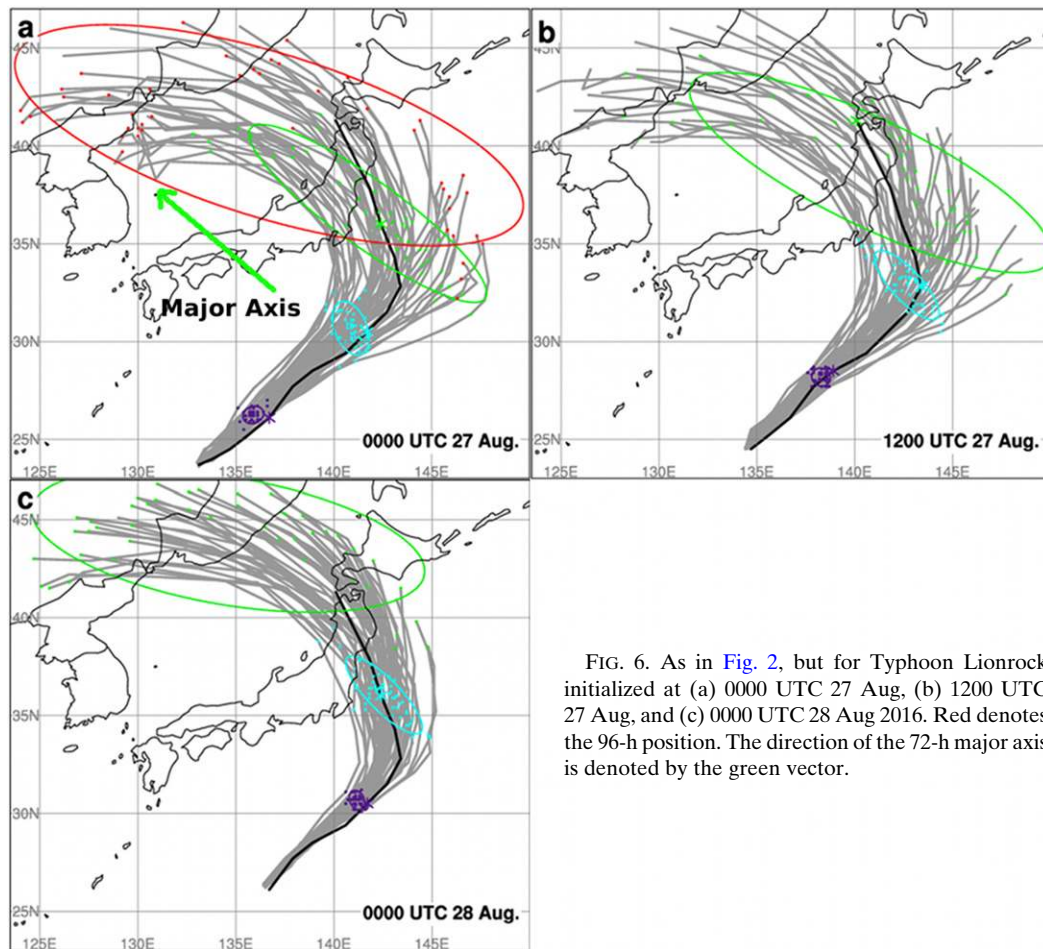 a
45N
40N
35N
30N
25N
Major Axis
0000 UTC 27 Aug.
125E 130E 135E 140E 145E
b
45N
40N
35N
30N
25N
1200 UTC 27 Aug.
125E 130E 135E 140E 145E
c
45N
40N
35N
30N
25N
0000 UTC 28 Aug.
125E 130E 135E 140E 145E
FIG. 6. As in Fig. 2, but for Typhoon Lionrock
initialized at (a) 0000 UTC 27 Aug, (b) 1200 UTC
27 Aug, and (c) 0000 UTC 28 Aug 2016. Red denotes
the 96-h position. The direction of the 72-h major axis
is denoted by the green vector.